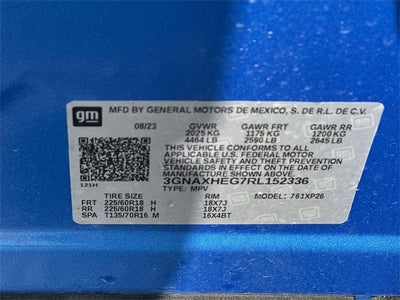 gm MFD BY GENERAL MOTORS DE MEXICO, S. DE R.L. DE C.V.
08/23 GVWR GAWR FRT GAWR RR
2025 KG 1175 KG 1200 KG
4464 LB 2590 LB 2645 LB
THIS VEHICLE CONFORMS TO ALL
APPLICABLE U.S. FEDERAL MOTOR
VEHICLE SAFETY AND THEFT PREVENTION
STANDARDS IN EFFECT ON THE DATE OF
MANUFACTURE SHOWN ABOVE.
3GNAXHEG7RL152336
121H TYPE: MPV
TIRE SIZE RIM MODEL: 761XP26
FRT 225/60R18 H 18X7J
RR 225/60R18 H 18X7J
SPA T135/70R16 M 16X4BT